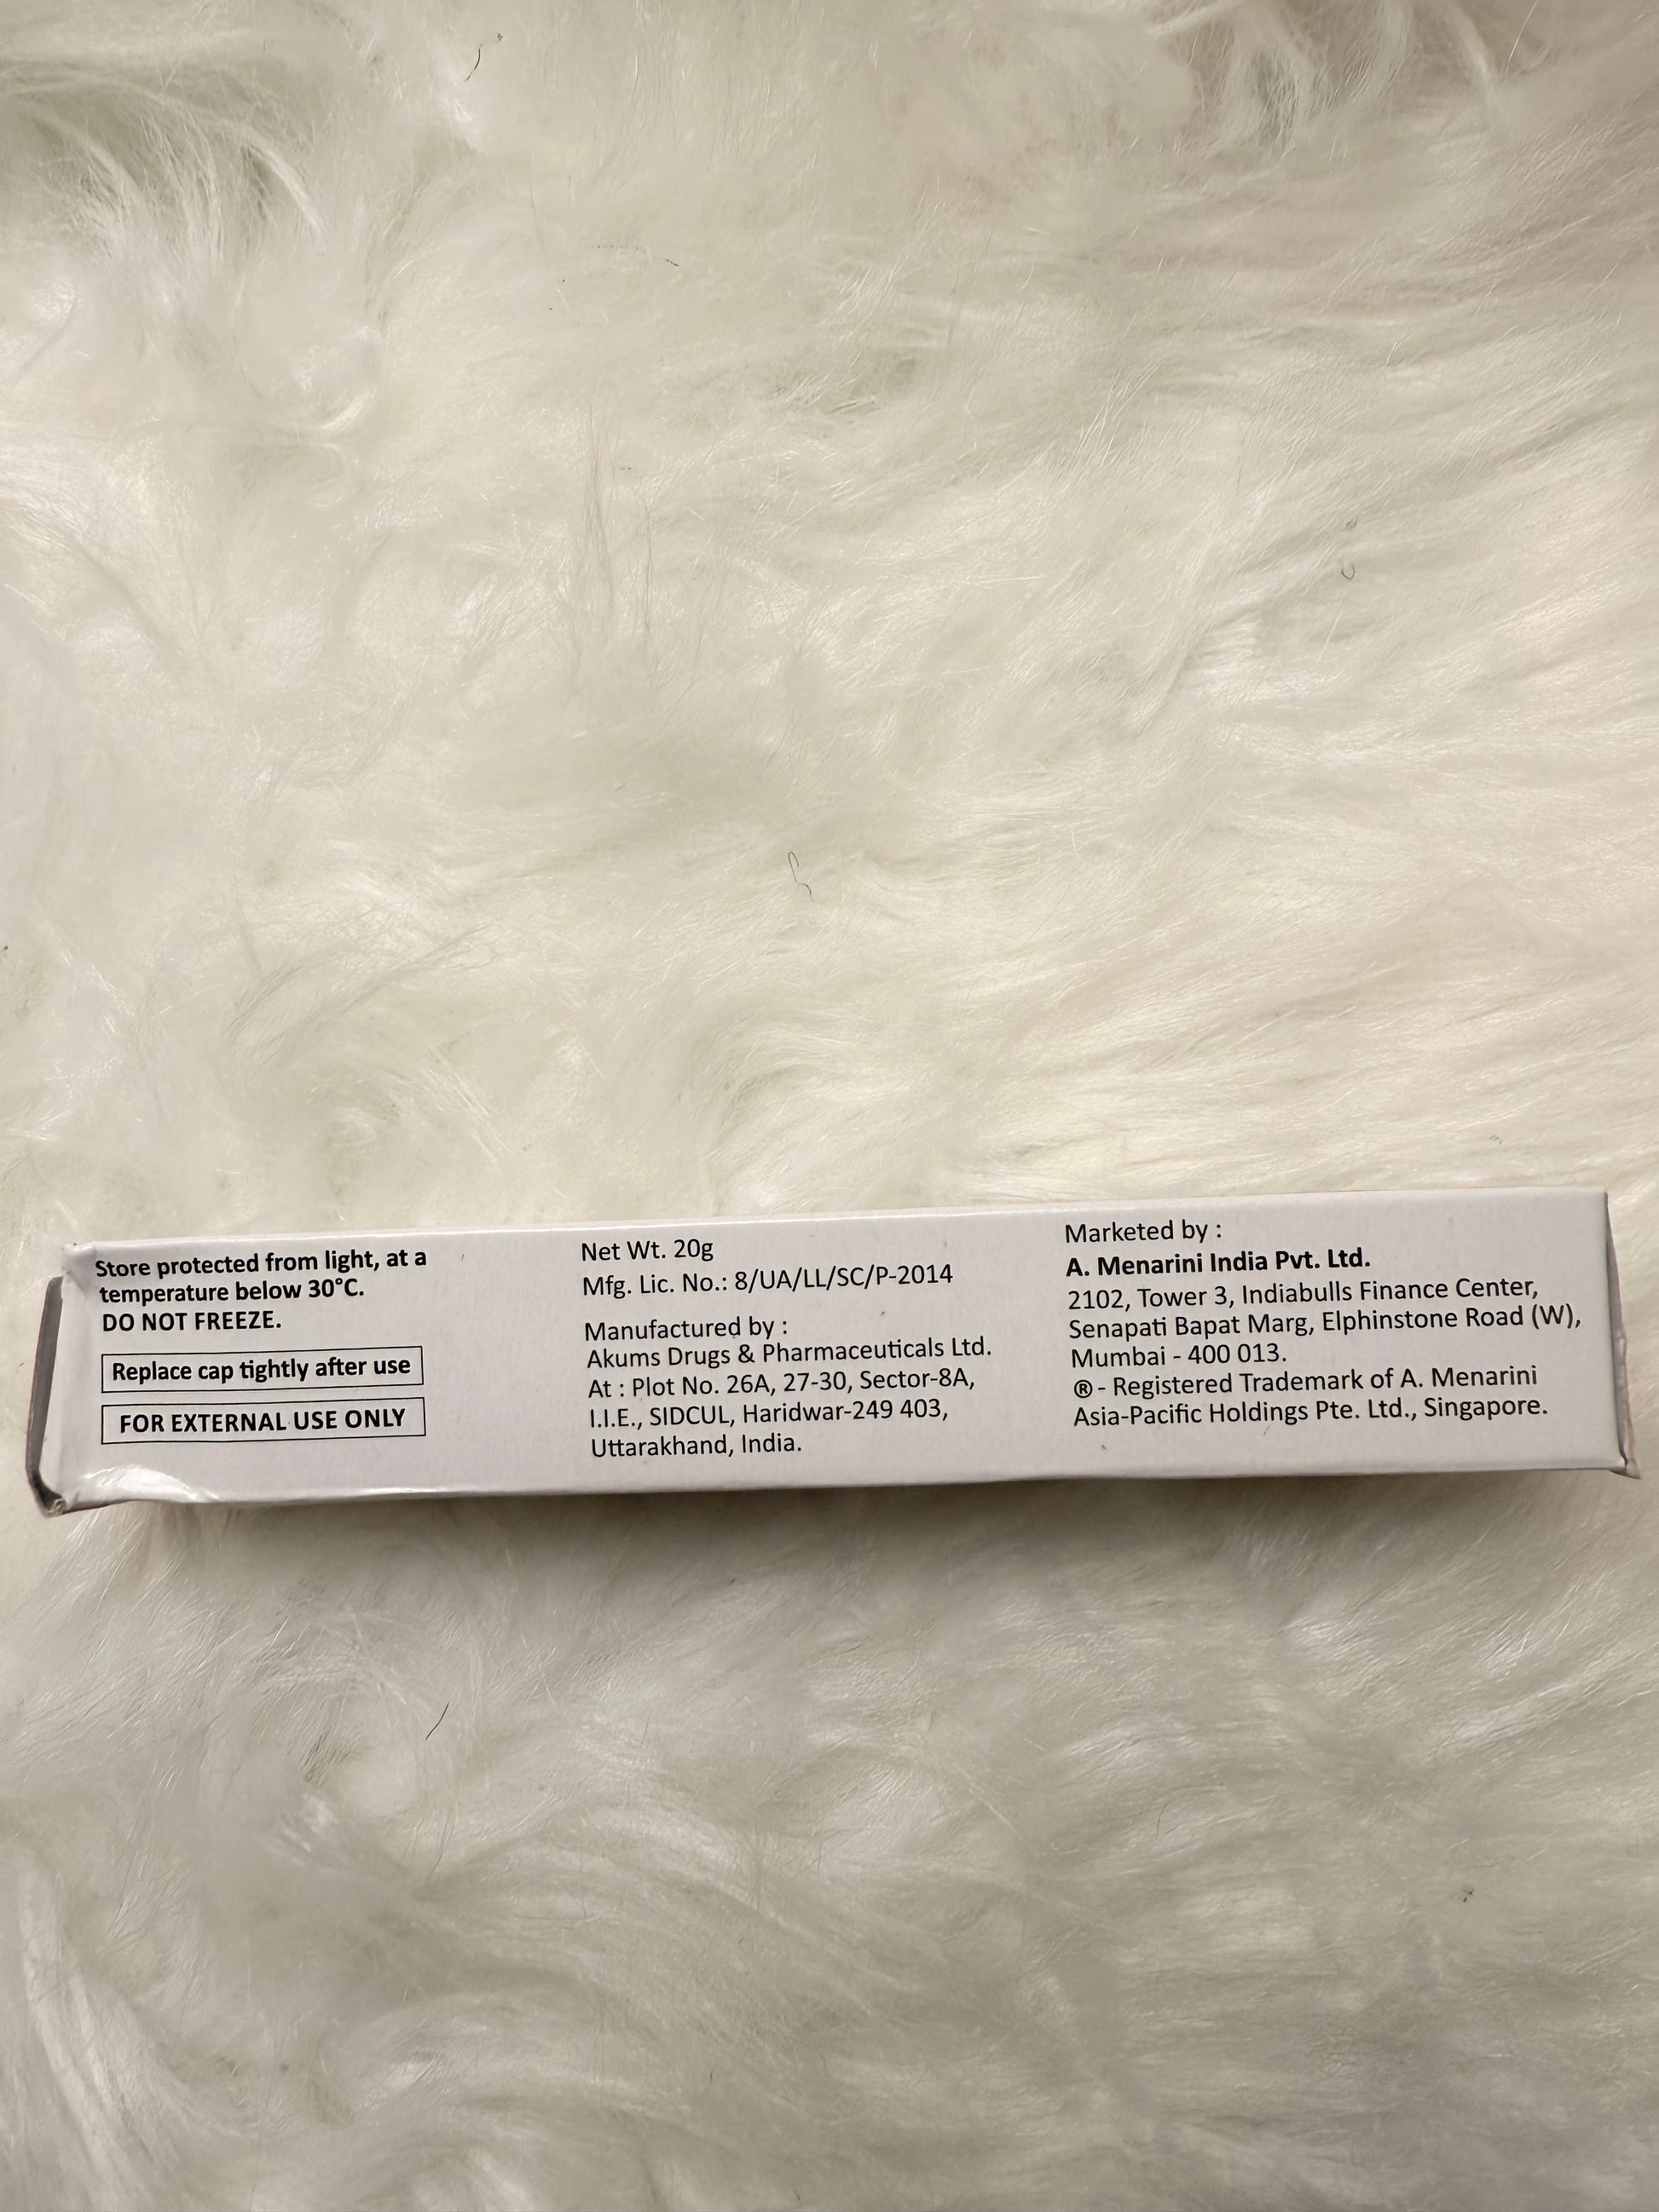 Store protected from light, at a
temperature below 30°C.
DO NOT FREEZE.
Replace cap tightly after use
FOR EXTERNAL USE ONLY
Net Wt. 20g
Mfg. Lic. No.: 8/UA/LL/SC/P-2014
Manufactured by :
Akums Drugs & Pharmaceuticals Ltd.
At : Plot No. 26A, 27-30, Sector-8A,
I.I.E., SIDCUL, Haridwar-249 403,
Uttarakhand, India.
Marketed by :
A. Menarini India Pvt. Ltd.
2102, Tower 3, Indiabulls Finance Center,
Senapati Bapat Marg, Elphinstone Road (W),
Mumbai - 400 013.
® - Registered Trademark of A. Menarini
Asia-Pacific Holdings Pte. Ltd., Singapore.